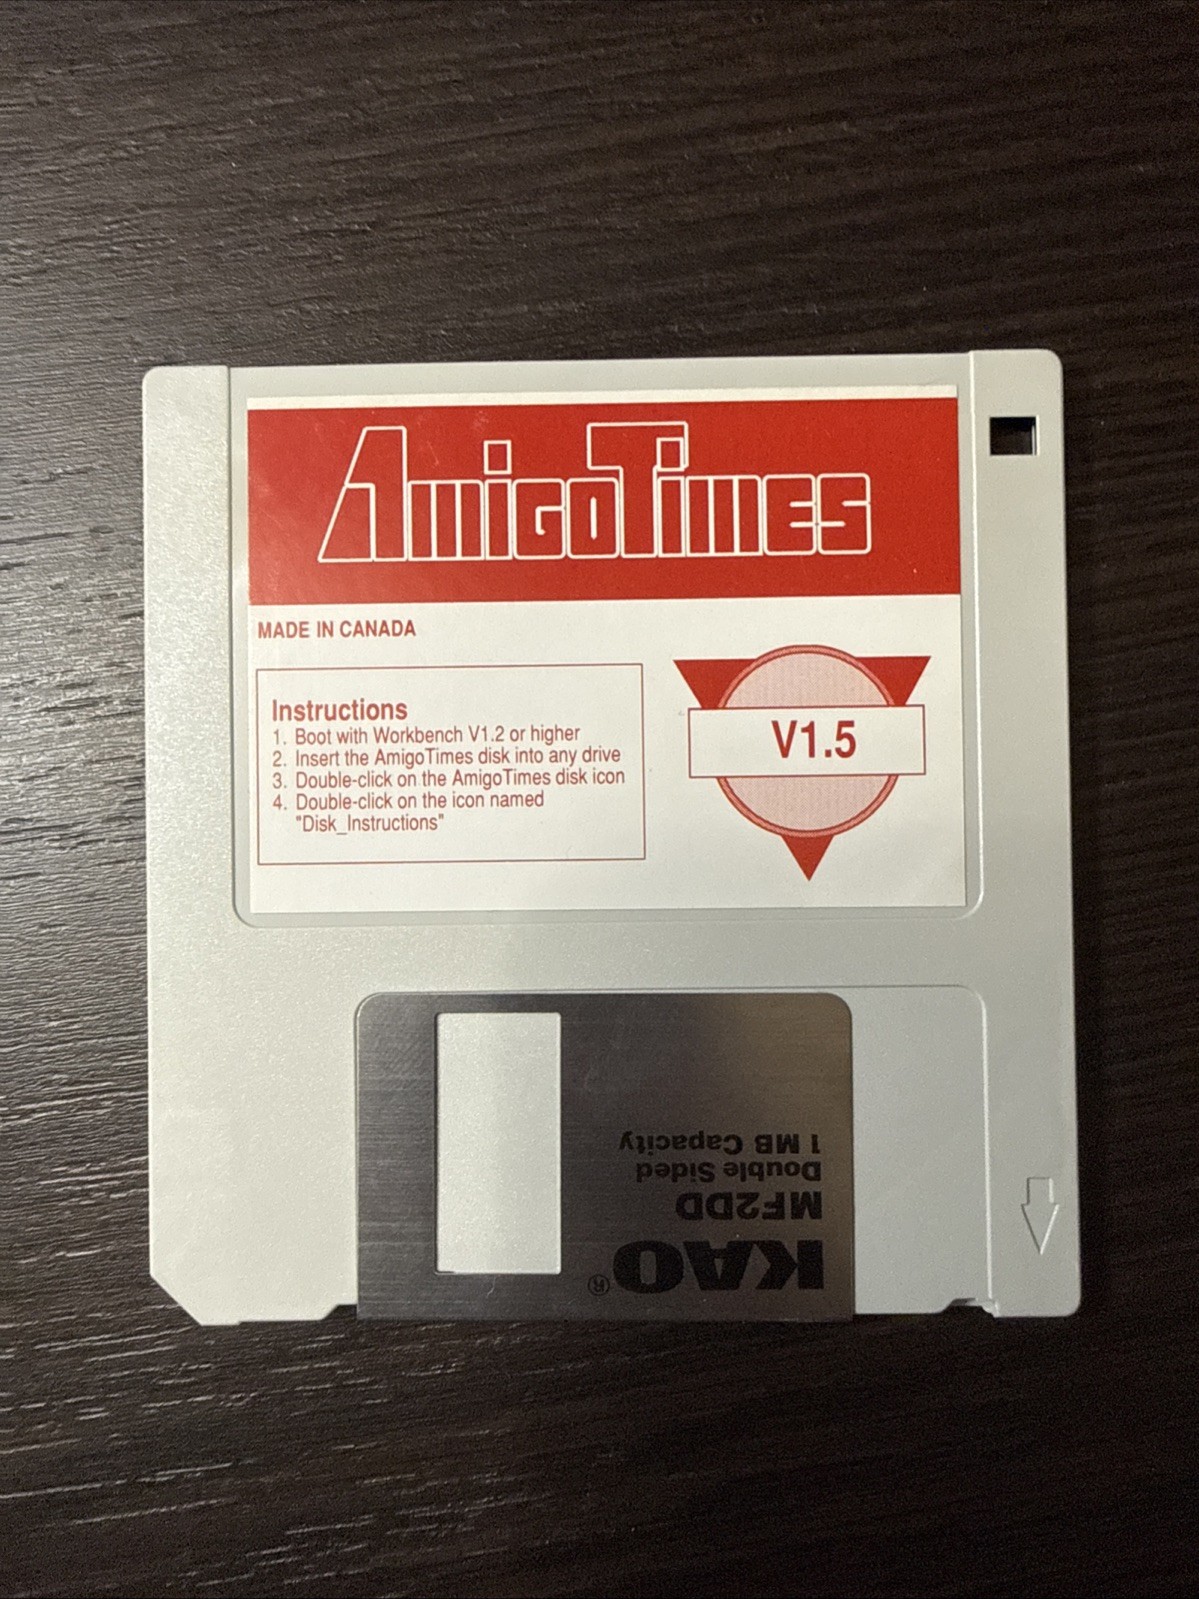 AmigoTimes
MADE IN CANADA
Instructions
1. Boot with Workbench V1.2 or higher
2. Insert the AmigoTimes disk into any drive
3. Double-click on the AmigoTimes disk icon
4. Double-click on the icon named
"Disk_Instructions"
V1.5
KAO®
MF2DD
Double Sided
1 MB Capacity